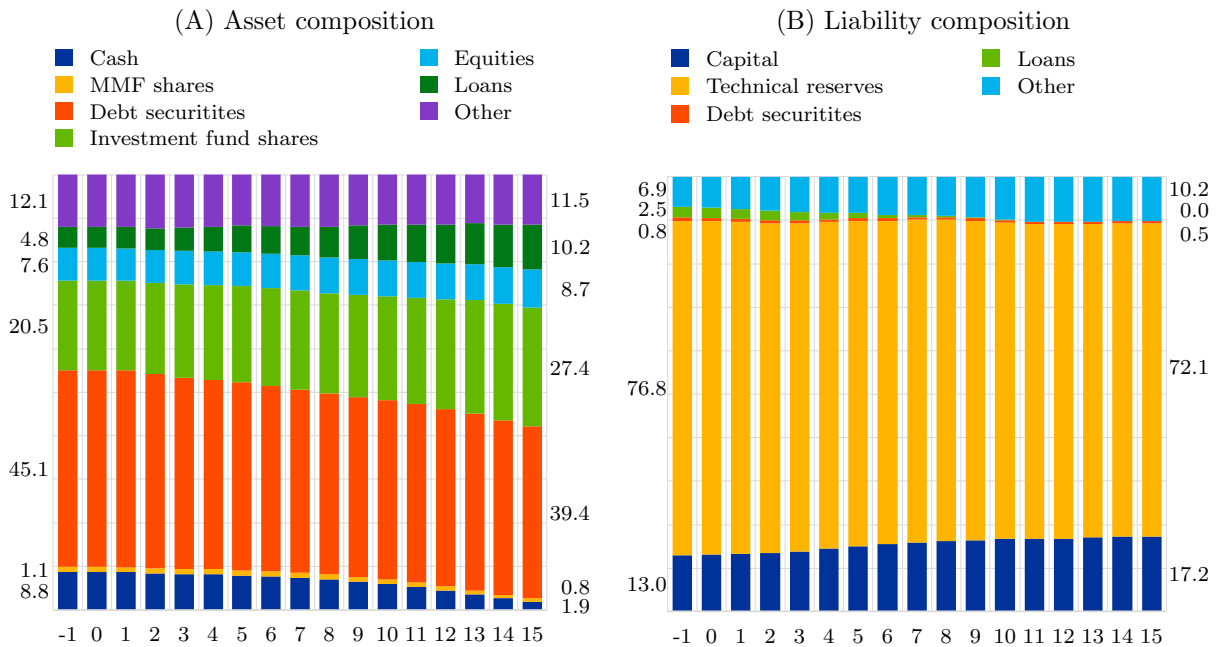 (A) Asset composition
Cash
MMF shares
Debt securitites
Investment fund shares
Equities
Loans
Other
12.1
4.8
7.6
20.5
45.1
1.1
8.8
11.5
10.2
8.7
27.4
39.4
0.8
1.9
-1 0 1 2 3 4 5 6 7 8 9 10 11 12 13 14 15
(B) Liability composition
Capital
Technical reserves
Debt securitites
Loans
Other
6.9
2.5
0.8
76.8
13.0
10.2
0.0
0.5
72.1
17.2
-1 0 1 2 3 4 5 6 7 8 9 10 11 12 13 14 15